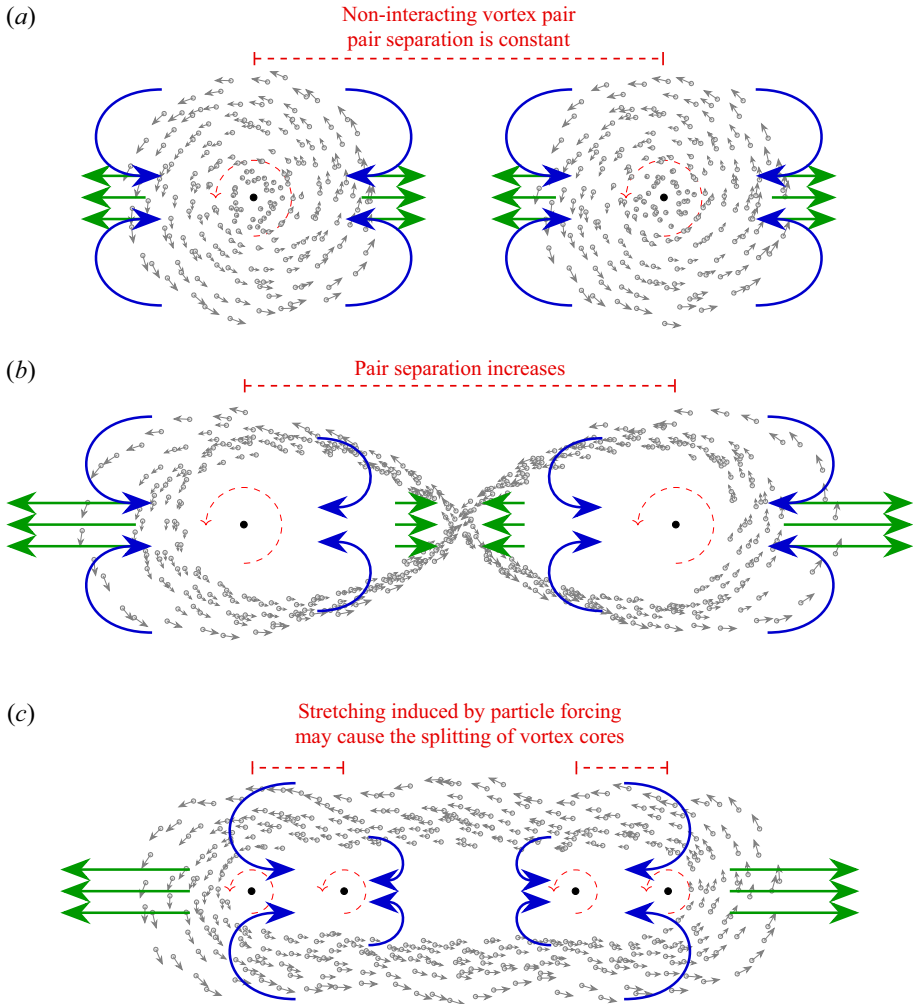 (a)
Non-interacting vortex pair
pair separation is constant
(b)
Pair separation increases
(c)
Stretching induced by particle forcing
may cause the splitting of vortex cores